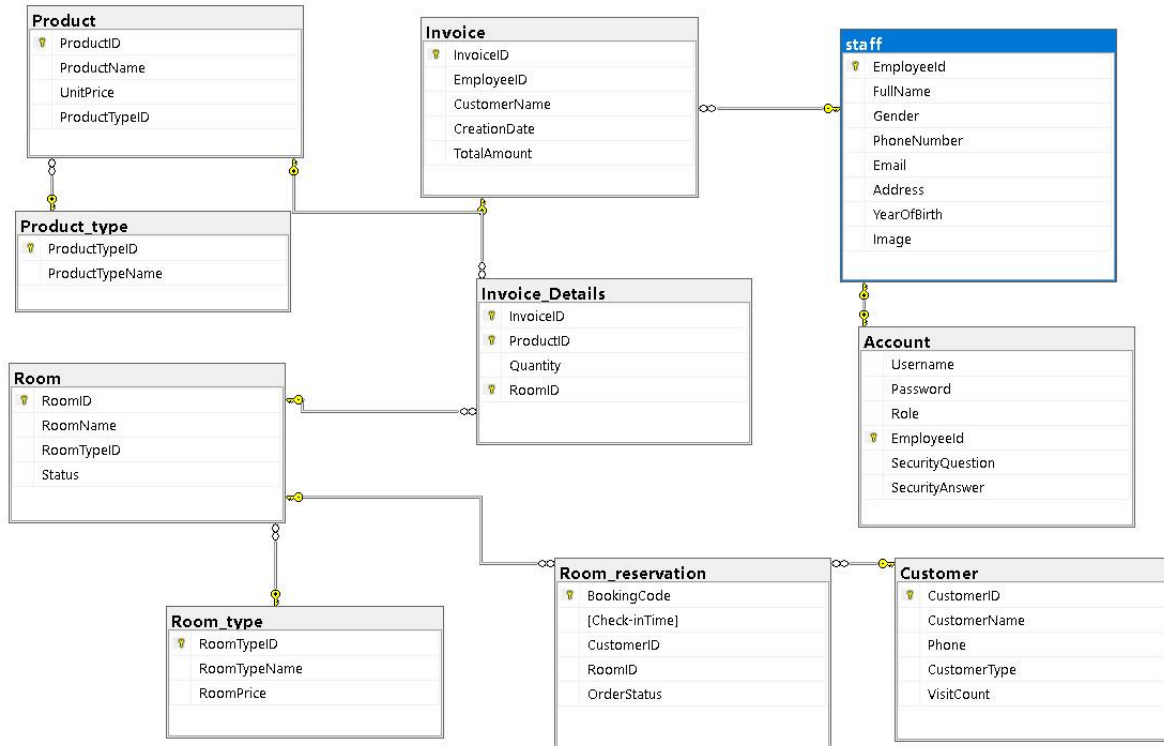 Product
ProductID
ProductName
UnitPrice
ProductTypeID
Invoice
InvoiceID
EmployeeID
CustomerName
CreationDate
TotalAmount
staff
EmployeeId
FullName
Gender
PhoneNumber
Email
Address
YearOfBirth
Image
Product_type
ProductTypeID
ProductTypeName
Invoice_Details
InvoiceID
ProductID
Quantity
RoomID
Account
Username
Password
Role
EmployeeId
SecurityQuestion
SecurityAnswer
Room
RoomID
RoomName
RoomTypeID
Status
Room_type
RoomTypeID
RoomTypeName
RoomPrice
Room_reservation
BookingCode
[Check-inTime]
CustomerID
RoomID
OrderStatus
Customer
CustomerID
CustomerName
Phone
CustomerType
VisitCount